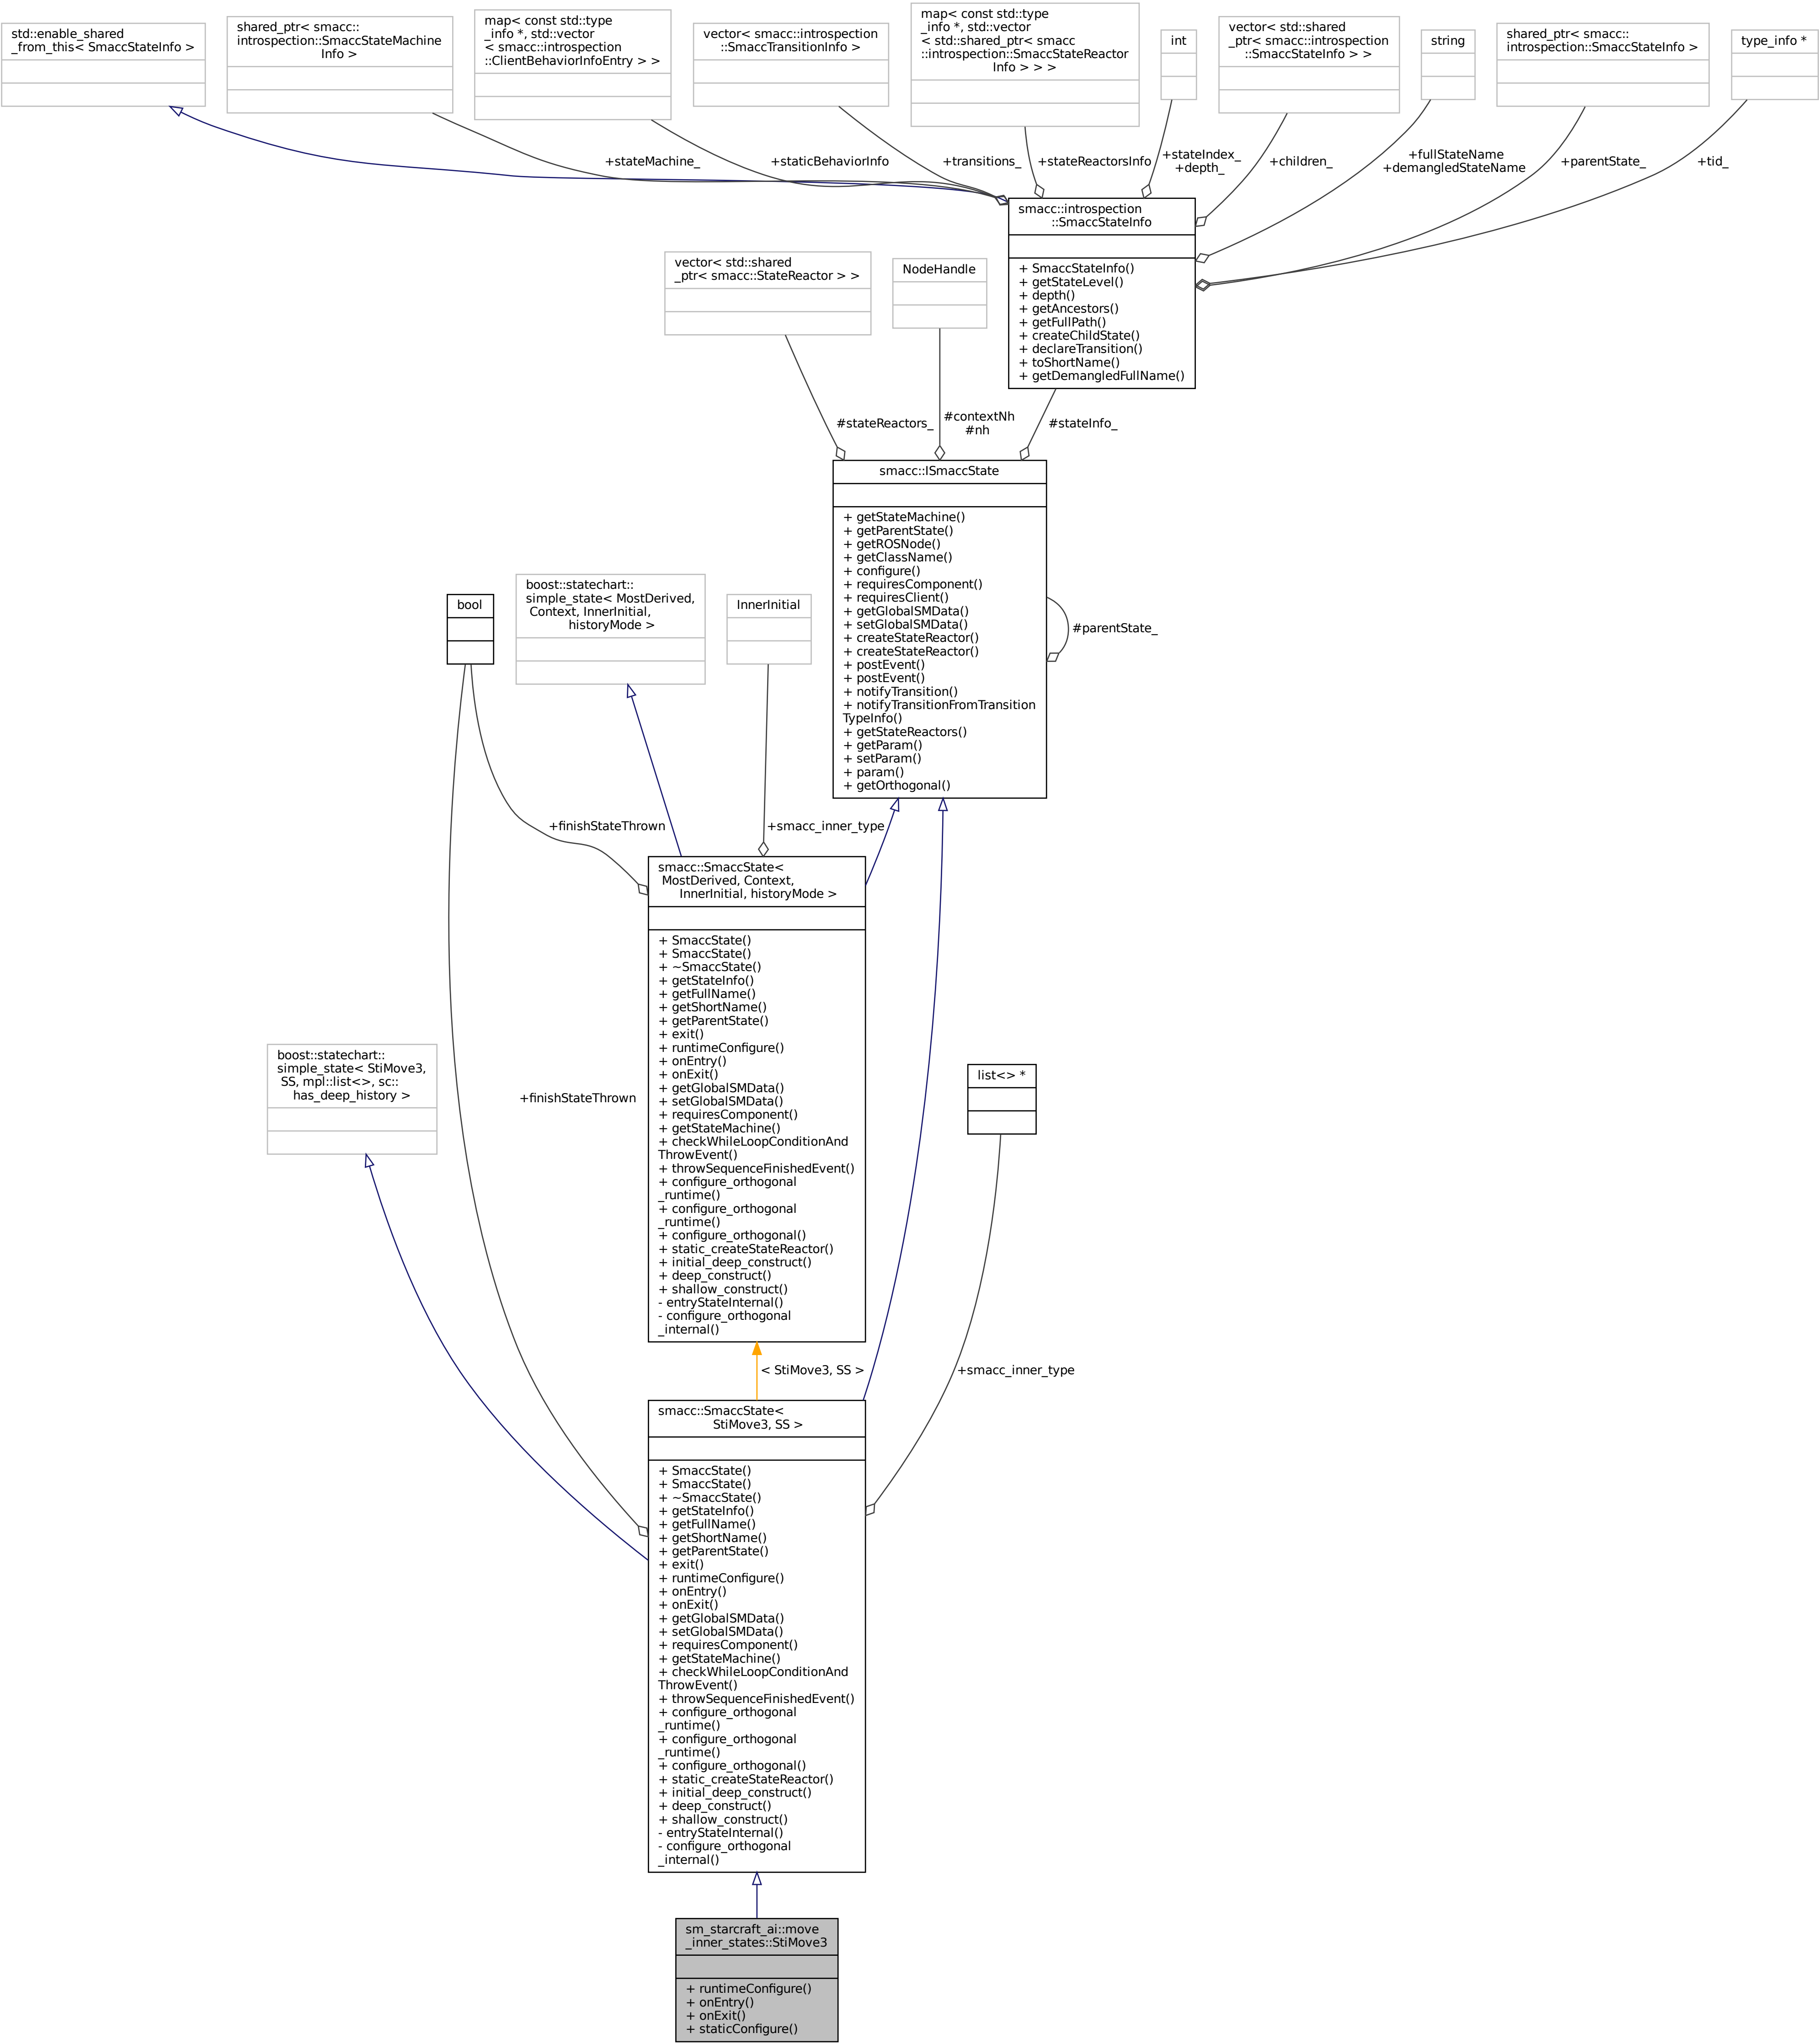 std::enable_shared
_from_this< SmaccStateInfo >
shared_ptr< smacc::
introspection::SmaccStateMachine
Info >
map< const std::type
_info *, std::vector
< smacc::introspection
::ClientBehaviorInfoEntry > >
vector< smacc::introspection
::SmaccTransitionInfo >
map< const std::type
_info *, std::vector
< std::shared_ptr< smacc
::introspection::SmaccStateReactor
Info > > >
int
vector< std::shared
_ptr< smacc::introspection
::SmaccStateInfo > >
string
shared_ptr< smacc::
introspection::SmaccStateInfo >
type_info *
+stateMachine_
+staticBehaviorInfo
+transitions_
+stateReactorsInfo
+stateIndex_
+depth_
+children_
+fullStateName
+demangledStateName
+parentState_
+tid_
smacc::introspection
::SmaccStateInfo
+ SmaccStateInfo()
+ getStateLevel()
+ depth()
+ getAncestors()
+ getFullPath()
+ createChildState()
+ declareTransition()
+ toShortName()
+ getDemangledFullName()
vector< std::shared
_ptr< smacc::StateReactor > >
NodeHandle
#stateReactors_
#contextNh
#nh
#stateInfo_
smacc::ISmaccState
+ getStateMachine()
+ getParentState()
+ getROSNode()
+ getClassName()
+ configure()
+ requiresComponent()
+ requiresClient()
+ getGlobalSMData()
+ setGlobalSMData()
+ createStateReactor()
+ createStateReactor()
+ postEvent()
+ postEvent()
+ notifyTransition()
+ notifyTransitionFromTransition
TypeInfo()
+ getStateReactors()
+ getParam()
+ setParam()
+ param()
+ getOrthogonal()
#parentState_
bool
boost::statechart::
simple_state< MostDerived,
Context, InnerInitial,
historyMode >
InnerInitial
+finishStateThrown
+smacc_inner_type
smacc::SmaccState<
MostDerived, Context,
InnerInitial, historyMode >
+ SmaccState()
+ SmaccState()
+ ~SmaccState()
+ getStateInfo()
+ getFullName()
+ getShortName()
+ getParentState()
+ exit()
+ runtimeConfigure()
+ onEntry()
+ onExit()
+ getGlobalSMData()
+ setGlobalSMData()
+ requiresComponent()
+ getStateMachine()
+ checkWhileLoopConditionAnd
ThrowEvent()
+ throwSequenceFinishedEvent()
+ configure_orthogonal
_runtime()
+ configure_orthogonal
_runtime()
+ configure_orthogonal()
+ static_createStateReactor()
+ initial_deep_construct()
+ deep_construct()
+ shallow_construct()
- entryStateInternal()
- configure_orthogonal
_internal()
boost::statechart::
simple_state< StiMove3,
SS, mpl::list<>, sc::
has_deep_history >
+finishStateThrown
list<> *
< StiMove3, SS >
+smacc_inner_type
smacc::SmaccState<
StiMove3, SS >
+ SmaccState()
+ SmaccState()
+ ~SmaccState()
+ getStateInfo()
+ getFullName()
+ getShortName()
+ getParentState()
+ exit()
+ runtimeConfigure()
+ onEntry()
+ onExit()
+ getGlobalSMData()
+ setGlobalSMData()
+ requiresComponent()
+ getStateMachine()
+ checkWhileLoopConditionAnd
ThrowEvent()
+ throwSequenceFinishedEvent()
+ configure_orthogonal
_runtime()
+ configure_orthogonal
_runtime()
+ configure_orthogonal()
+ static_createStateReactor()
+ initial_deep_construct()
+ deep_construct()
+ shallow_construct()
- entryStateInternal()
- configure_orthogonal
_internal()
sm_starcraft_ai::move
_inner_states::StiMove3
+ runtimeConfigure()
+ onEntry()
+ onExit()
+ staticConfigure()